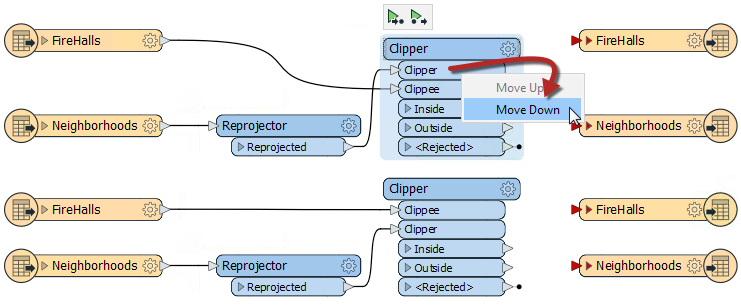 FireHalls
Clipper
FireHalls
Clipper
Clippee
Move Up
Inside
Move Down
Neighborhoods
Reprojector
Outside
Neighborhoods
Reprojected
<Rejected>
Clipper
FireHalls
Clippee
FireHalls
Clipper
Inside
Neighborhoods
Reprojector
Outside
Neighborhoods
Reprojected
<Rejected>